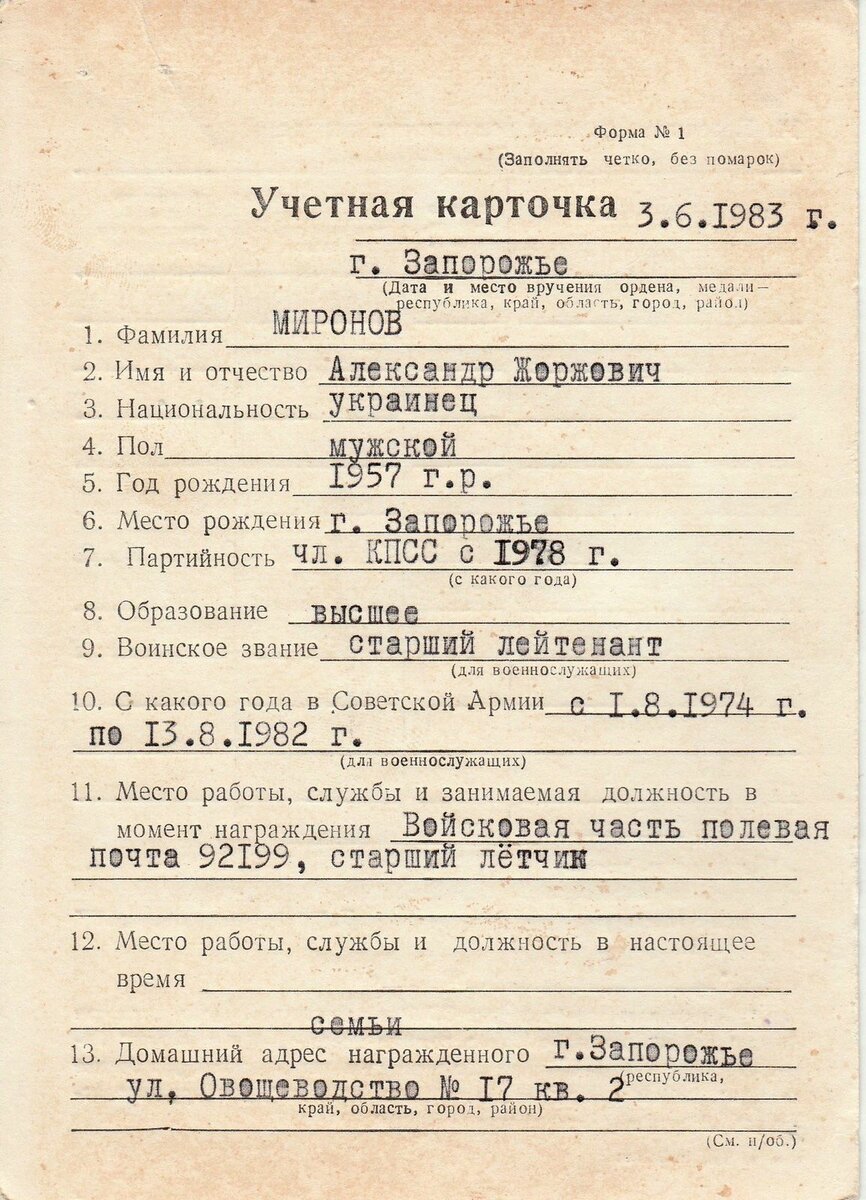 Форма № 1
(Заполнять четко, без помарок)
Учетная карточка 3.6.1983 г.
г. Запорожье
(Дата и место вручения ордена, медали—
республика, край, область, город, район)
1. Фамилия МИРОНОВ
2. Имя и отчество Александр Жоржович
3. Национальность украинец
4. Пол мужской
5. Год рождения 1957 г.р.
6. Место рождения г. Запорожье
7. Партийность чл. КПСС с 1978 г.
(с какого года)
8. Образование высшее
9. Воинское звание старший лейтенант
(для военнослужащих)
10. С какого года в Советской Армии с 1.8.1974 г.
по 13.8.1982 г.
(для военнослужащих)
11. Место работы, службы и занимаемая должность в
момент награждения Войсковая часть полевая
почта 92199, старший лётчик
12. Место работы, службы и должность в настоящее
время
семьи
13. Домашний адрес награжденного г.Запорожье
ул. Овощеводство № 17 кв. 2 (республика,
край, область, город, район)
(См. н/об.)